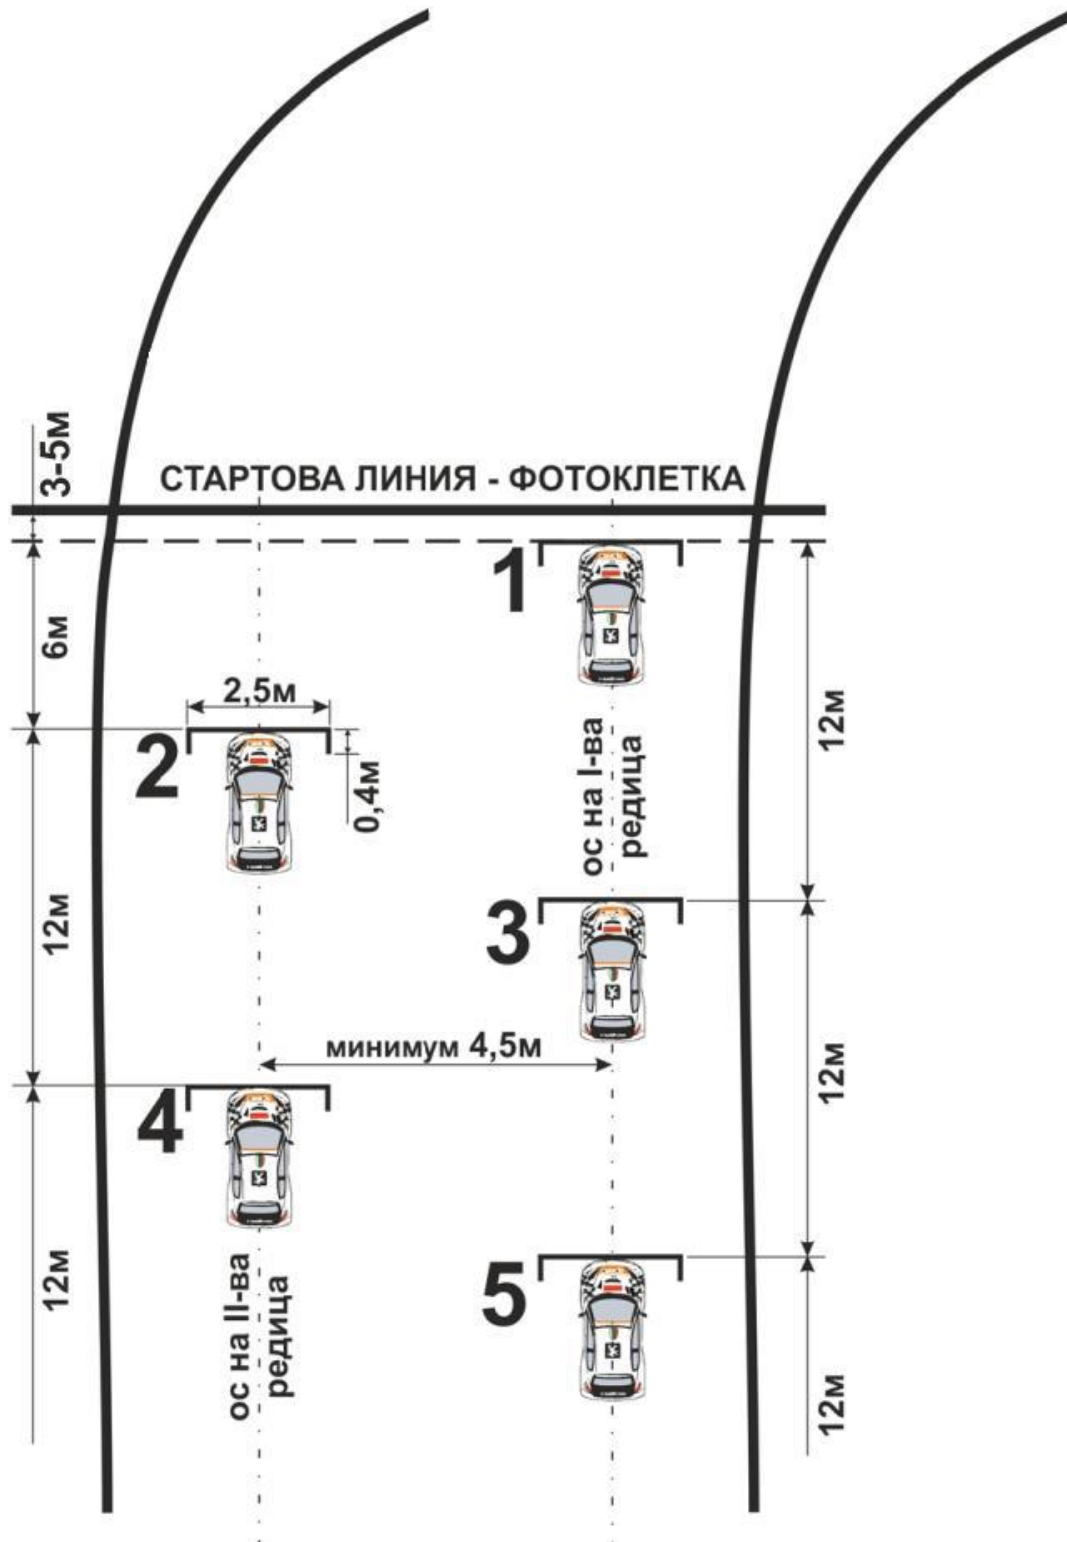 3-5м
СТАРТОВА ЛИНИЯ - ФОТОКЛЕТКА
1
6м
2,5м
12м
2
0,4м
ос на I-ва
редица
12м
3
минимум 4,5м
12м
4
12м
ос на II-ва
редица
5
12м